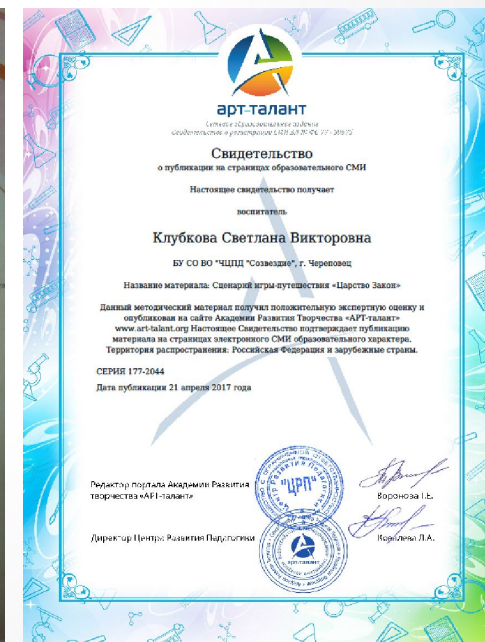 арт-талант
Сетевое образовательное издание
Свидетельство о регистрации СМИ ЭЛ № ФС 77 -
Свидетельство
о публикации на страницах образовательного СМИ
Настоящее свидетельство получает
воспитатель
Клубкова Светлана Викторовна
БУ СО ВО "ЧЦПД "Созвездие", г. Череповец
Название материала: Сценарий игры-путешествия «Царство Закон»
Данный методический материал получил положительную экспертную оценку и
опубликован на сайте Академии Развития Творчества «АРТ-талант»
www.art-talant.org Настоящее Свидетельство подтверждает публикацию
материала на страницах электронного СМИ образовательного характера.
Территория распространения: Российская Федерация и зарубежные страны.
СЕРИЯ 177-2044
Дата публикации 21 апреля 2017 года
Редактор портала Академии Развития
творчества «АРТ-талант»
"ЦРП"
Воронова Т.Е.
Директор Центра Развития Педагогики
арт-талант
Королева Л.А.